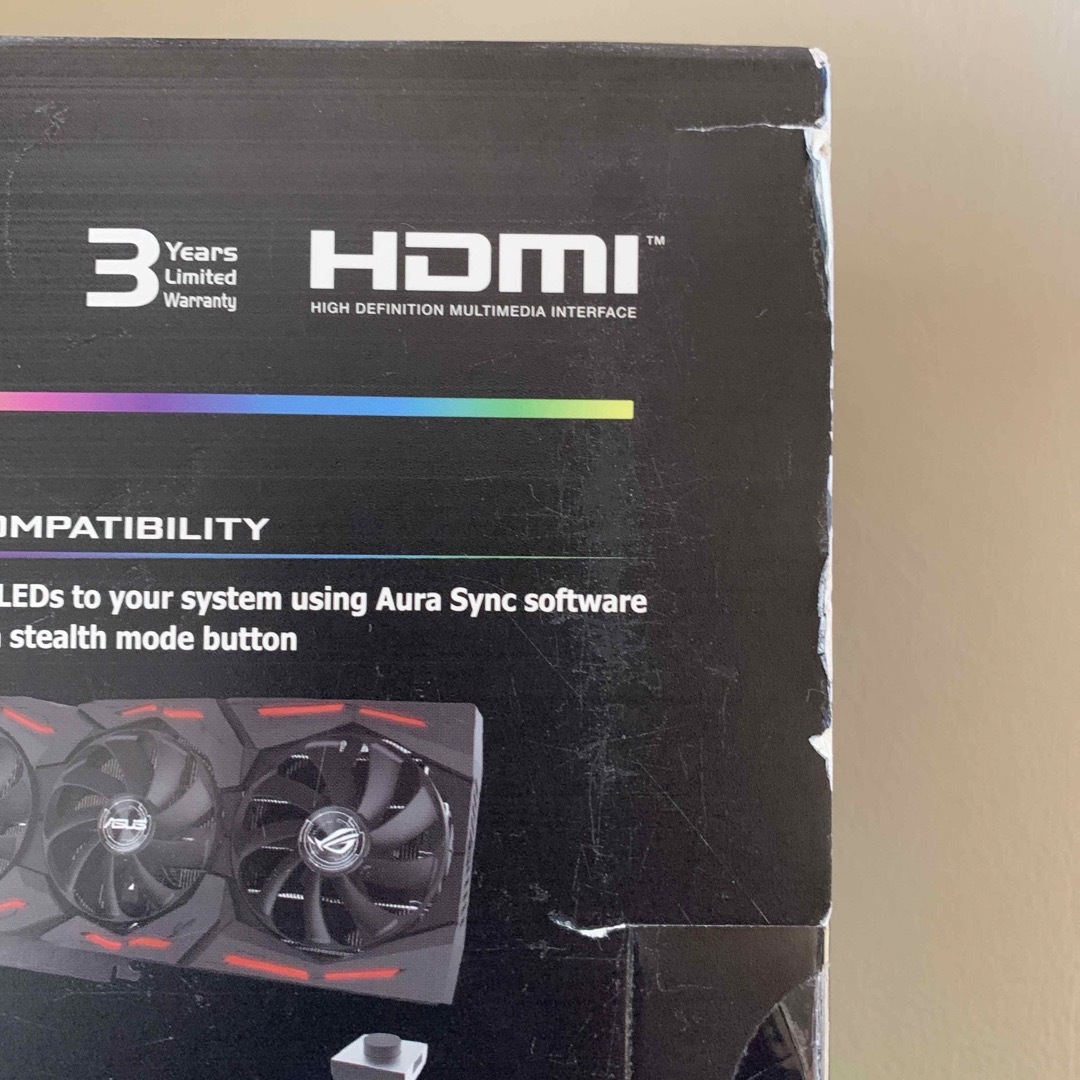 3 Years
Limited
Warranty
HDMI™
HIGH DEFINITION MULTIMEDIA INTERFACE
OMPATIBILITY
LEDs to your system using Aura Sync software
stealth mode button
ASUS